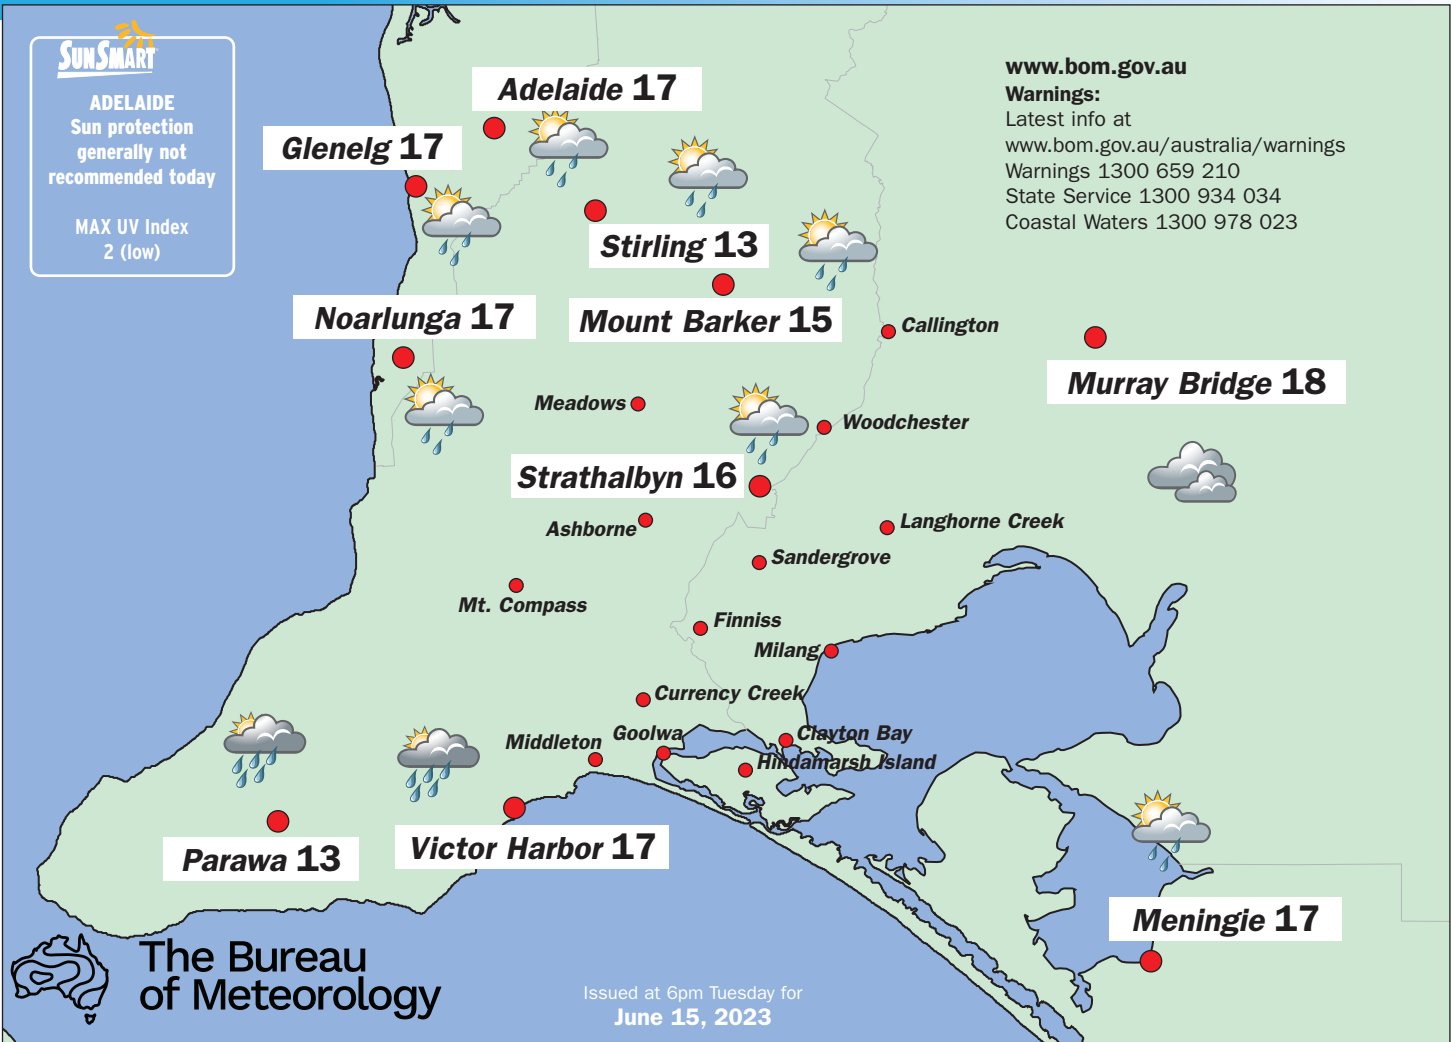 SUNSMART
ADELAIDE
Sun protection
generally not
recommended today
MAX UV Index
2 (low)
www.bom.gov.au
Warnings:
Latest info at
www.bom.gov.au/australia/warnings
Warnings 1300 659 210
State Service 1300 934 034
Coastal Waters 1300 978 023
Adelaide 17
Glenelg 17
Stirling 13
Noarlunga 17
Mount Barker 15
Callington
Murray Bridge 18
Meadows
Woodchester
Strathalbyn 16
Ashborne
Langhorne Creek
Sandergrove
Mt. Compass
Finniss
Milang
Currency Creek
Middleton
Goolwa
Clayton Bay
Hindamarsh Island
Parawa 13
Victor Harbor 17
Meningie 17
The Bureau
of Meteorology
Issued at 6pm Tuesday for
June 15, 2023